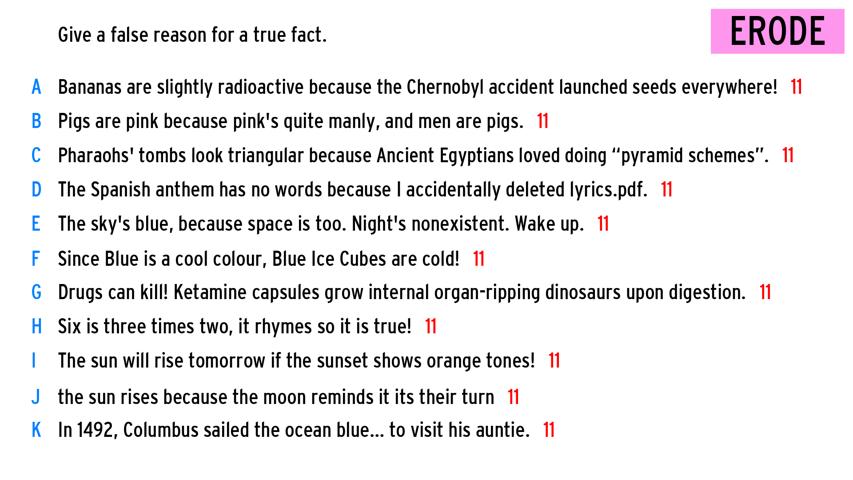 Give a false reason for a true fact.
ERODE
A Bananas are slightly radioactive because the Chernobyl accident launched seeds everywhere! 11
B Pigs are pink because pink's quite manly, and men are pigs. 11
C Pharaohs' tombs look triangular because Ancient Egyptians loved doing “pyramid schemes”. 11
D The Spanish anthem has no words because I accidentally deleted lyrics.pdf. 11
E The sky's blue, because space is too. Night's nonexistent. Wake up. 11
F Since Blue is a cool colour, Blue Ice Cubes are cold! 11
G Drugs can kill! Ketamine capsules grow internal organ-ripping dinosaurs upon digestion. 11
H Six is three times two, it rhymes so it is true! 11
I The sun will rise tomorrow if the sunset shows orange tones! 11
J the sun rises because the moon reminds it its their turn 11
K In 1492, Columbus sailed the ocean blue... to visit his auntie. 11